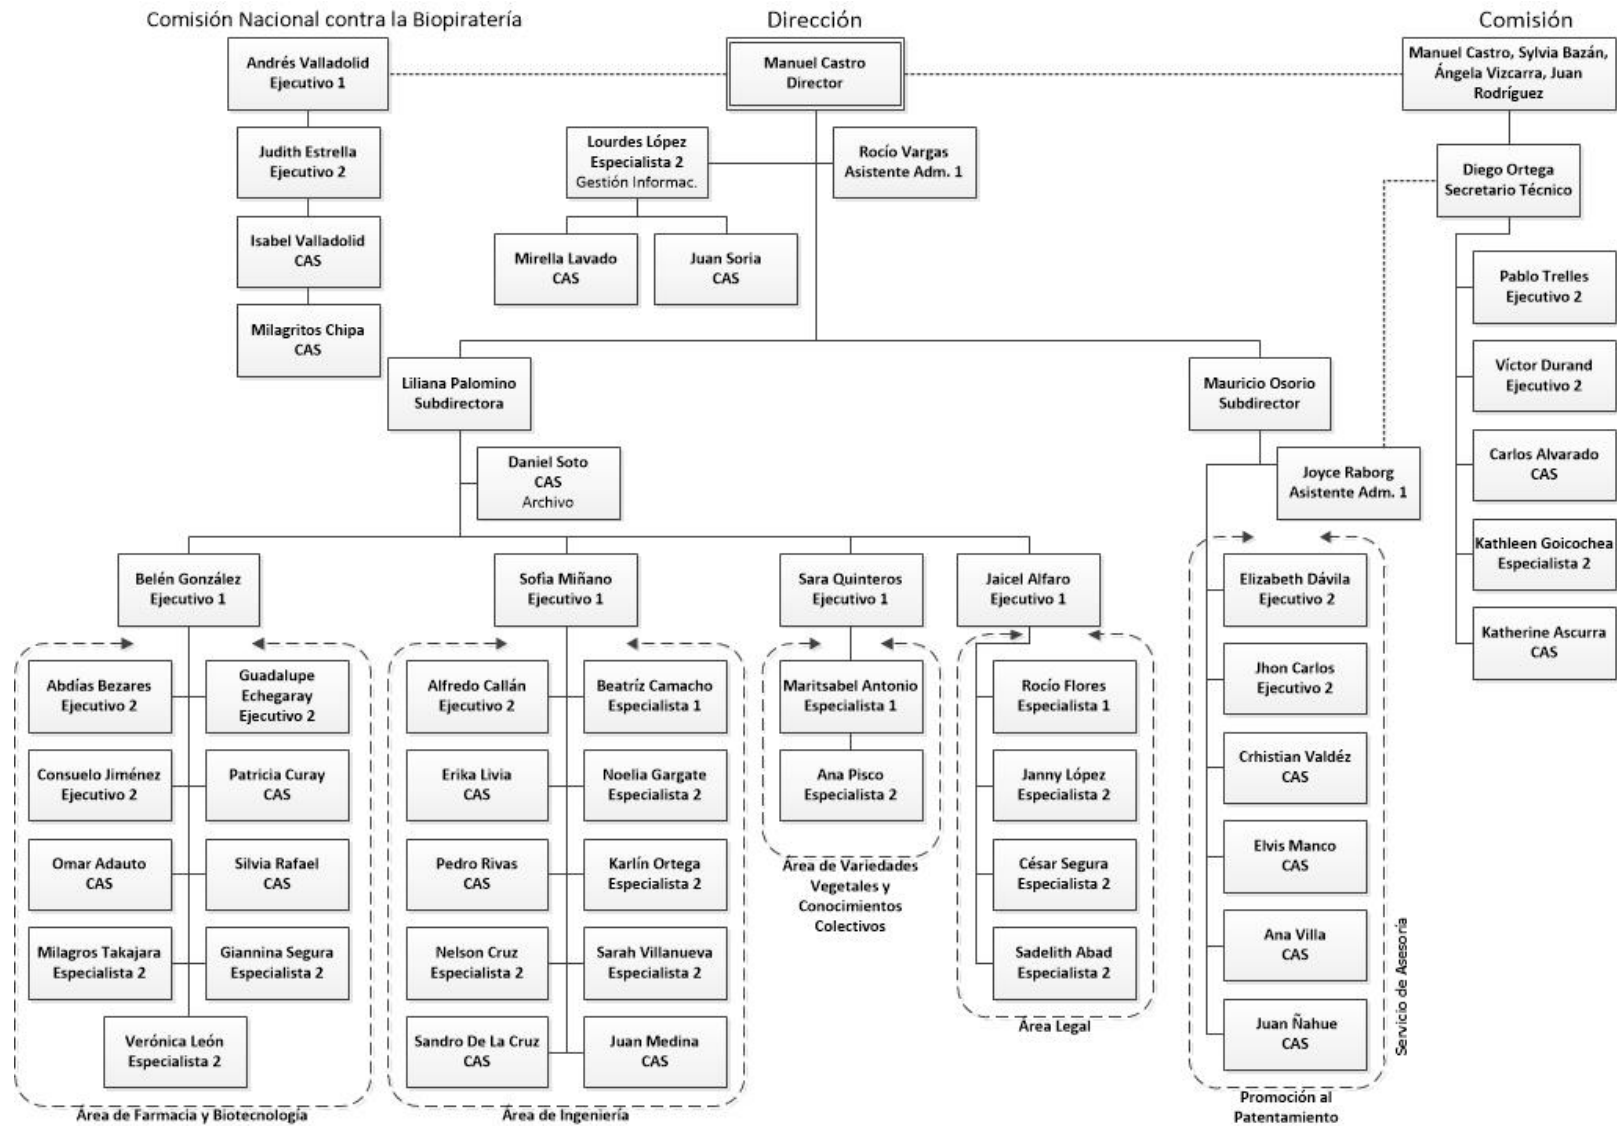 Comisión Nacional contra la Biopiratería
Dirección
Comisión
Andrés Valladolid
Ejecutivo 1
Manuel Castro
Director
Manuel Castro, Sylvia Bazán,
Ángela Vizcarra, Juan
Rodríguez
Judith Estrella
Ejecutivo 2
Lourdes López
Especialista 2
Gestión Informac.
Rocío Vargas
Asistente Adm. 1
Diego Ortega
Secretario Técnico
Isabel Valladolid
CAS
Mirella Lavado
CAS
Juan Soria
CAS
Pablo Trelles
Ejecutivo 2
Milagritos Chipa
CAS
Liliana Palomino
Subdirectora
Mauricio Osorio
Subdirector
Víctor Durand
Ejecutivo 2
Daniel Soto
CAS
Archivo
Joyce Raborg
Asistente Adm. 1
Carlos Alvarado
CAS
Kathleen Goicochea
Especialista 2
Katherine Ascurra
CAS
Belén González
Ejecutivo 1
Sofìa Miñano
Ejecutivo 1
Sara Quinteros
Ejecutivo 1
Jaicel Alfaro
Ejecutivo 1
Elizabeth Dávila
Ejecutivo 2
Abdías Bezares
Ejecutivo 2
Guadalupe
Echegaray
Ejecutivo 2
Alfredo Callán
Ejecutivo 2
Beatríz Camacho
Especialista 1
Maritsabel Antonio
Especialista 1
Rocío Flores
Especialista 1
Jhon Carlos
Ejecutivo 2
Consuelo Jiménez
Ejecutivo 2
Patricia Curay
CAS
Erika Livia
CAS
Noelia Gargate
Especialista 2
Ana Pisco
Especialista 2
Janny López
Especialista 2
Crhistian Valdéz
CAS
Omar Adauto
CAS
Silvia Rafael
CAS
Pedro Rivas
CAS
Karlín Ortega
Especialista 2
Área de Variedades
Vegetales y
Conocimientos
Colectivos
César Segura
Especialista 2
Elvis Manco
CAS
Milagros Takajara
Especialista 2
Giannina Segura
Especialista 2
Nelson Cruz
Especialista 2
Sarah Villanueva
Especialista 2
Sadelith Abad
Especialista 2
Ana Villa
CAS
Servicio de Asesoría
Verónica León
Especialista 2
Sandro De La Cruz
CAS
Juan Medina
CAS
Área Legal
Juan Ñahue
CAS
Área de Farmacia y Biotecnología
Área de Ingeniería
Promoción al
Patentamiento